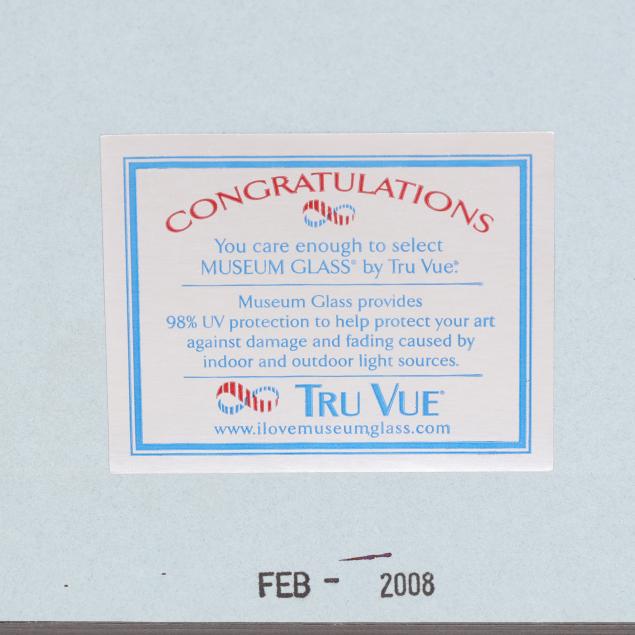 CONGRATULATIONS
You care enough to select
MUSEUM GLASS® by Tru Vue®.
Museum Glass provides
98% UV protection to help protect your art
against damage and fading caused by
indoor and outdoor light sources.
TRU VUE®
www.ilovemuseumglass.com
FEB - 2008